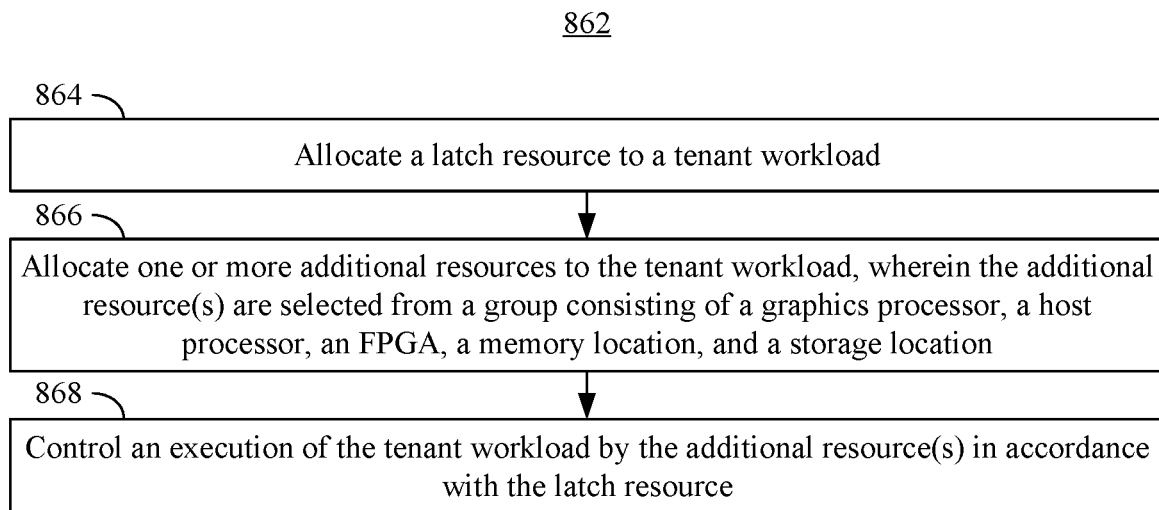 862
864
Allocate a latch resource to a tenant workload
866
Allocate one or more additional resources to the tenant workload, wherein the additional
resource(s) are selected from a group consisting of a graphics processor, a host
processor, an FPGA, a memory location, and a storage location
868
Control an execution of the tenant workload by the additional resource(s) in accordance
with the latch resource